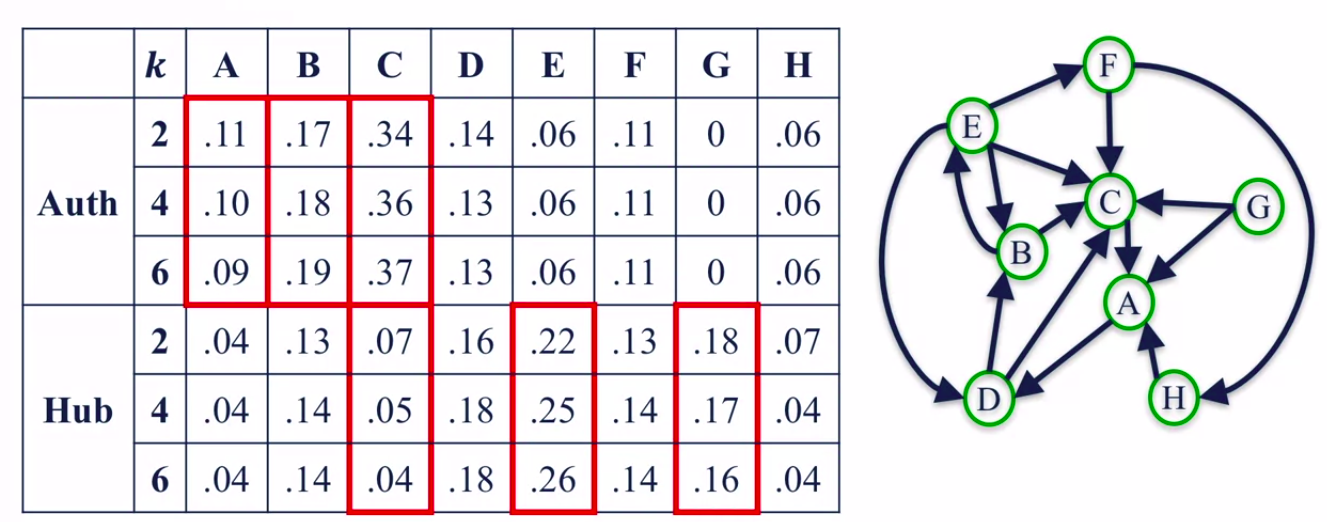 k A B C D E F G H
Auth
2 .11 .17 .34 .14 .06 .11 0 .06
4 .10 .18 .36 .13 .06 .11 0 .06
6 .09 .19 .37 .13 .06 .11 0 .06
Hub
2 .04 .13 .07 .16 .22 .13 .18 .07
4 .04 .14 .05 .18 .25 .14 .17 .04
6 .04 .14 .04 .18 .26 .14 .16 .04
F
E
C
G
B
A
D
H